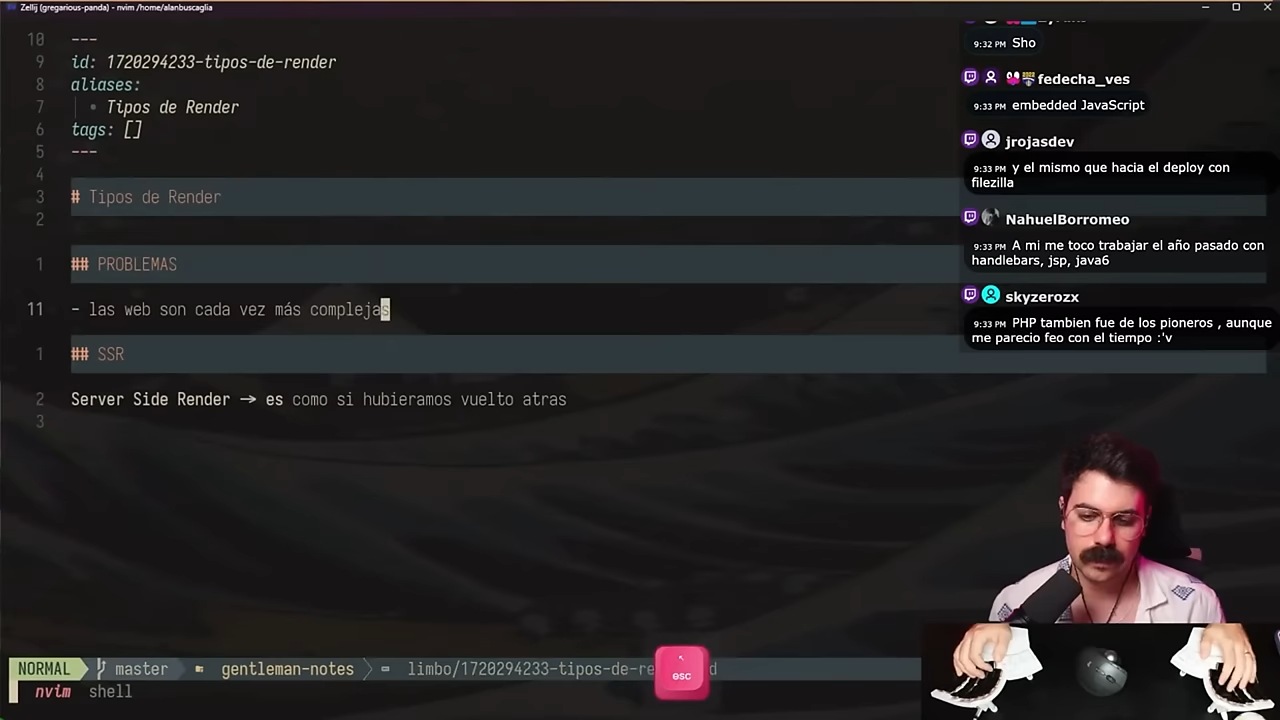 Zellij (gregarious-panda) - nvim /home/alanbuscaglia
10 ---
9 id: 1720294233-tipos-de-render
8 aliases:
7 • Tipos de Render
6 tags: []
5 ---
4
3 # Tipos de Render
2
1 ## PROBLEMAS
11 - las web son cada vez más complejas
1 ## SSR
2 Server Side Render → es como si hubieramos vuelto atras
3
NORMAL master gentleman-notes limbo/1720294233-tipos-de-re
esc
nvim shell
9:32 PM Sho
fedecha_ves
9:33 PM embedded JavaScript
jrojasdev
9:33 PM y el mismo que hacia el deploy con
filezilla
NahuelBorromeo
9:33 PM A mi me toco trabajar el año pasado con
handlebars, jsp, java6
skyzerozx
9:33 PM PHP tambien fue de los pioneros , aunque
me parecio feo con el tiempo :'v